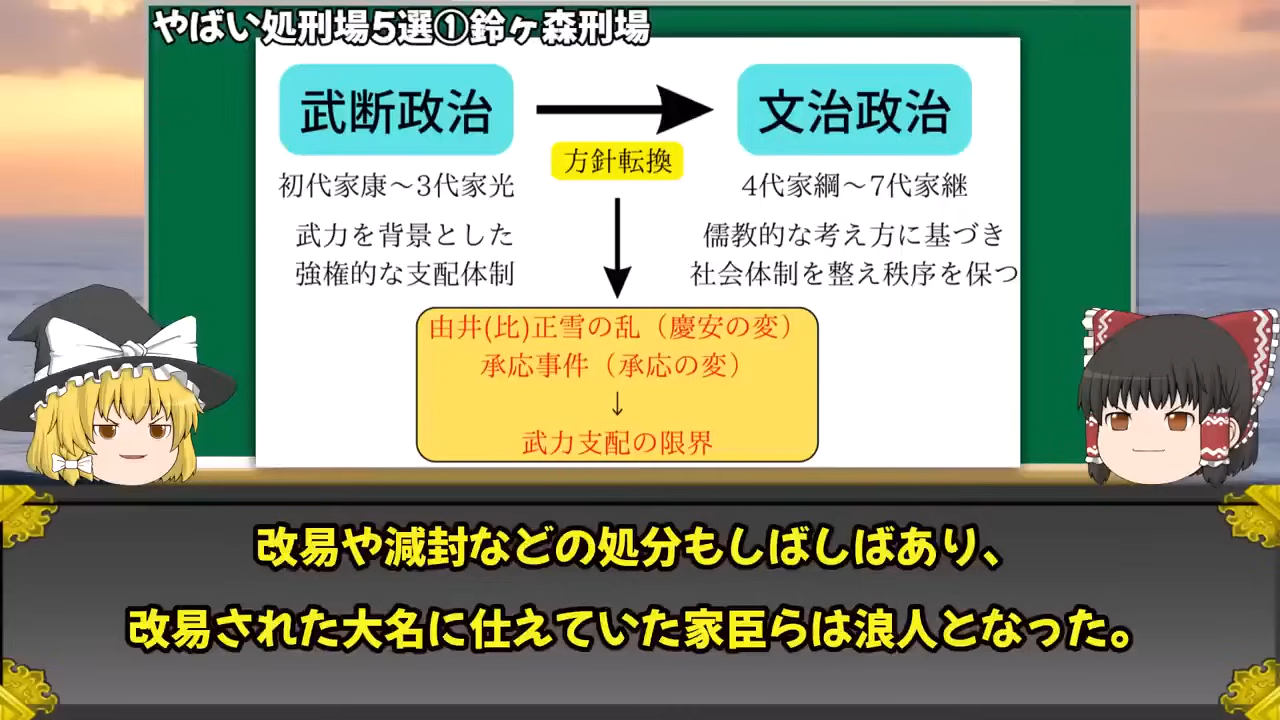 やばい処刑場5選①鈴ヶ森刑場
武断政治
文治政治
方針転換
初代家康～3代家光
4代家綱～7代家継
武力を背景とした
強権的な支配体制
儒教的な考え方に基づき
社会体制を整え秩序を保つ
由井(比)正雪の乱（慶安の変）
承応事件（承応の変）
↓
武力支配の限界
改易や減封などの処分もしばしばあり、
改易された大名に仕えていた家臣らは浪人となった。